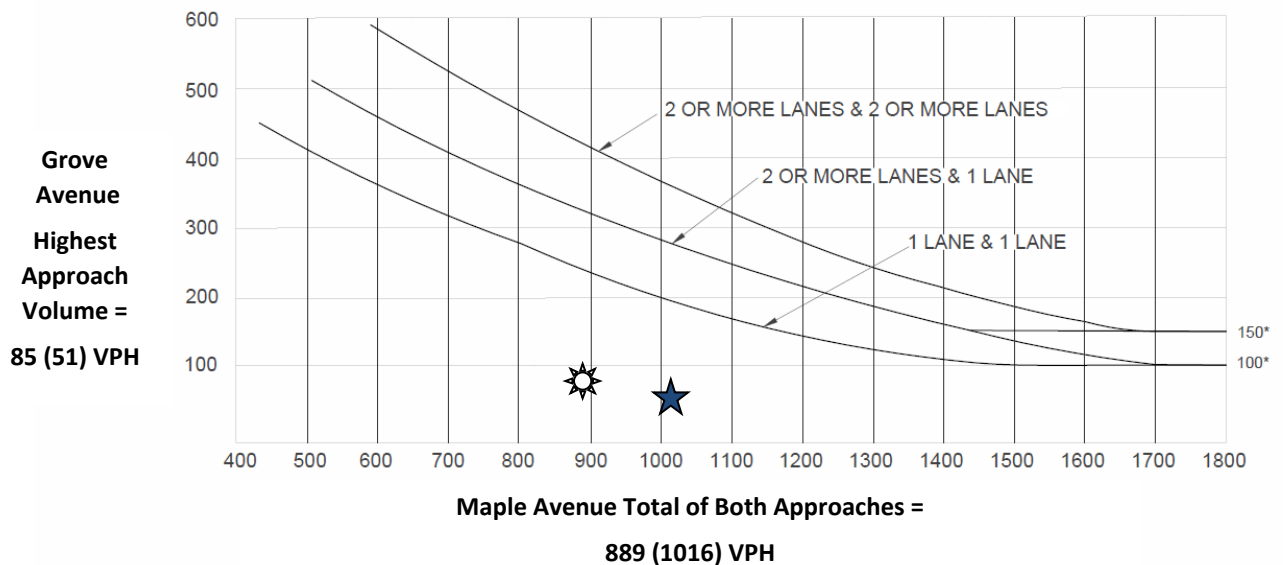 600
500
400
300
200
100
Grove
Avenue
Highest
Approach
Volume =
85 (51) VPH
2 OR MORE LANES & 2 OR MORE LANES
2 OR MORE LANES & 1 LANE
1 LANE & 1 LANE
150*
100*
400 500 600 700 800 900 1000 1100 1200 1300 1400 1500 1600 1700 1800
Maple Avenue Total of Both Approaches =
889 (1016) VPH